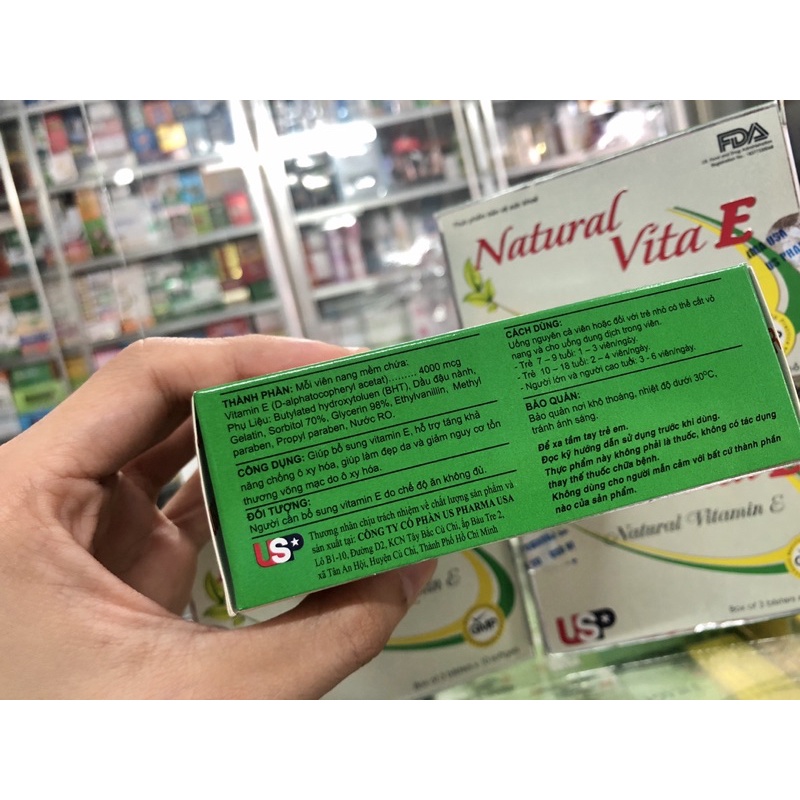 FDA
Thực phẩm bảo vệ sức khoẻ
Natural Vita E
THÀNH PHẦN: Mỗi viên nang mềm chứa:
Vitamin E (D-alphatocopheryl acetat)......... 4000 mcg
Phụ Liệu: Butylated hydroxytoluen (BHT), Dầu đậu nành,
Gelatin, Sorbitol 70%, Glycerin 98%, Ethylvanillin, Methyl
paraben, Propyl paraben, Nước RO.
CÔNG DỤNG: Giúp bổ sung vitamin E, hỗ trợ tăng khả
năng chống ô xy hóa, giúp làm đẹp da và giảm nguy cơ tổn
thương võng mạc do ô xy hóa.
ĐỐI TƯỢNG:
Người cần bổ sung vitamin E do chế độ ăn không đủ.
USP
Thương nhân chịu trách nhiệm về chất lượng sản phẩm và
sản xuất tại: CÔNG TY CỔ PHẦN US PHARMA USA
Lô B1-10, Đường D2, KCN Tây Bắc Củ Chi, ấp Bàu Tre 2,
xã Tân An Hội, Huyện Củ Chi, Thành Phố Hồ Chí Minh
CÁCH DÙNG:
Uống nguyên cả viên hoặc đối với trẻ nhỏ có thể cắt vỏ
nang và cho uống dung dịch trong viên.
- Trẻ 7 – 9 tuổi: 1 – 3 viên/ngày.
- Trẻ 10 – 18 tuổi: 2 – 4 viên/ngày.
- Người lớn và người cao tuổi: 3 - 6 viên/ngày.
BẢO QUẢN:
Bảo quản nơi khô thoáng, nhiệt độ dưới 30ºC,
tránh ánh sáng.
Để xa tầm tay trẻ em.
Đọc kỹ hướng dẫn sử dụng trước khi dùng.
Thực phẩm này không phải là thuốc, không có tác dụng
thay thế thuốc chữa bệnh.
Không dùng cho người mẫn cảm với bất cứ thành phần
nào của sản phẩm.
Natural Vitamin E
USP
GMP